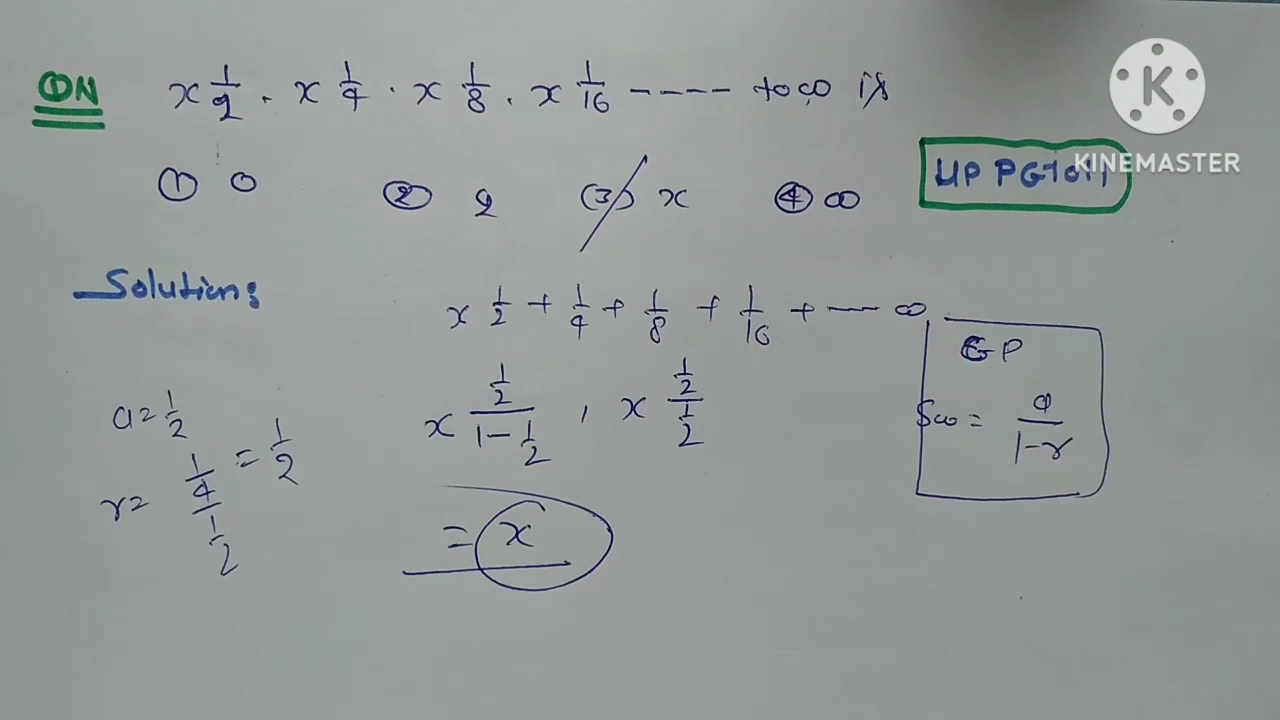 QN x 1/2 . x 1/4 . x 1/8 . x 1/16 ---- to ∞ is
① 0 ② 2 (3) x ④ ∞
KINEMASTER
UP PGT
Solution:
x 1/2 + 1/4 + 1/8 + 1/16 + --- ∞
GP
S∞ = a/(1-r)
a = 1/2
r = (1/4)/(1/2) = 1/2
x (1/2)/(1-1/2) , x (1/2)/(1/2)
= x